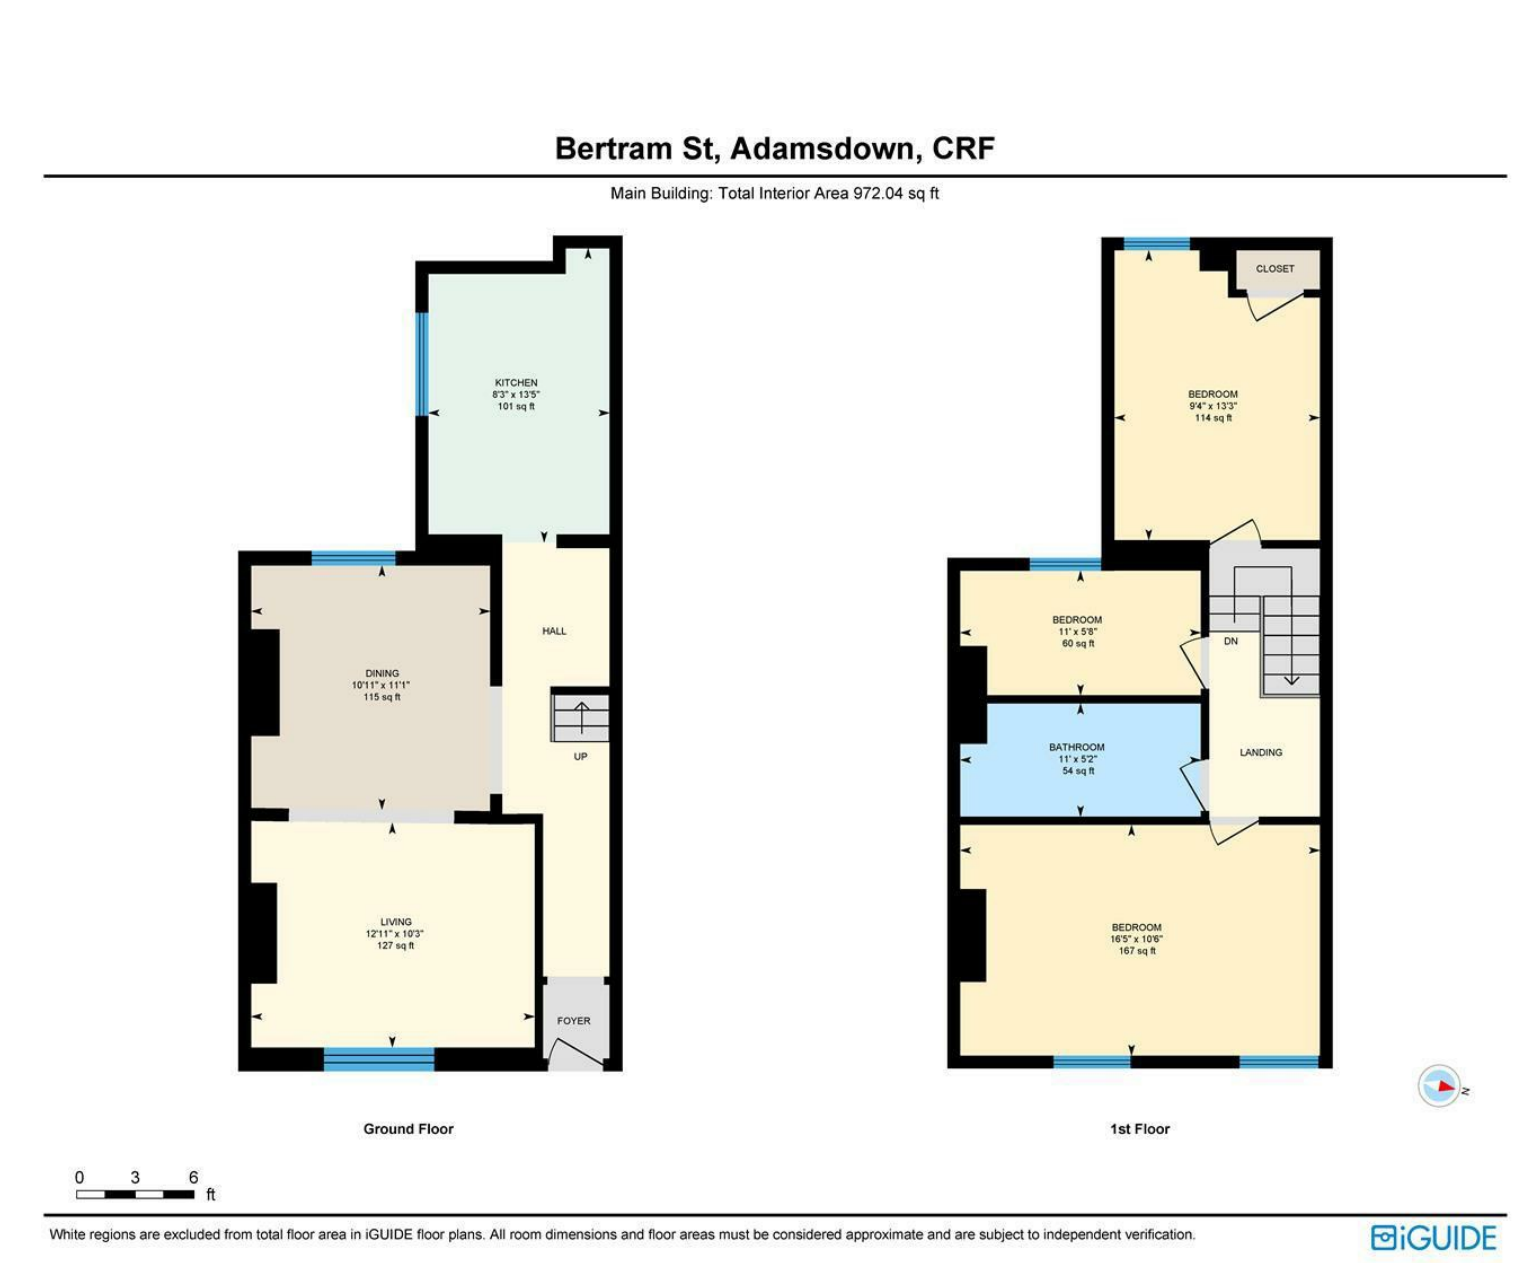 Bertram St, Adamsdown, CRF
Main Building: Total Interior Area 972.04 sq ft
KITCHEN
8'3" x 13'5"
101 sq ft
HALL
DINING
10'11" x 11'1"
115 sq ft
UP
LIVING
12'11" x 10'3"
127 sq ft
FOYER
Ground Floor
CLOSET
BEDROOM
9'4" x 13'3"
114 sq ft
BEDROOM
11' x 5'8"
60 sq ft
DN
BATHROOM
11' x 5'2"
54 sq ft
LANDING
BEDROOM
16'5" x 10'6"
167 sq ft
1st Floor
N
0 3 6
ft
White regions are excluded from total floor area in iGUIDE floor plans. All room dimensions and floor areas must be considered approximate and are subject to independent verification.
iGUIDE